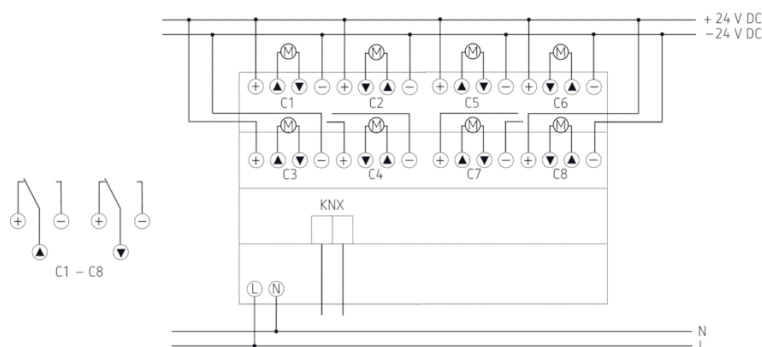 + 24 V DC
−24 V DC
M M M M
+ − + − + − + −
C1 C2 C5 C6
M M M M
+ − + − + − + −
C3 C4 C7 C8
+ − + −
KNX
C1 – C8
L N
N